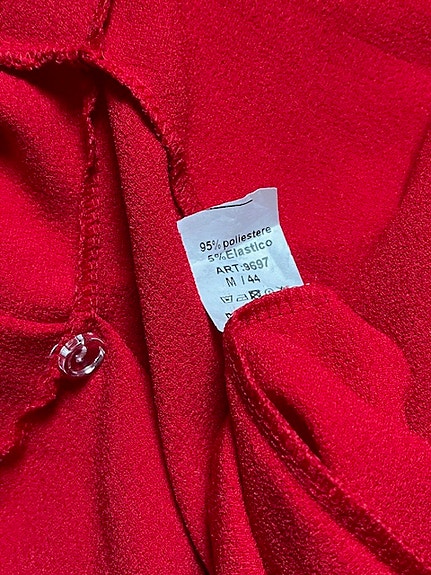 95% poliestere
5% Elastico
ART:9697
M / 44